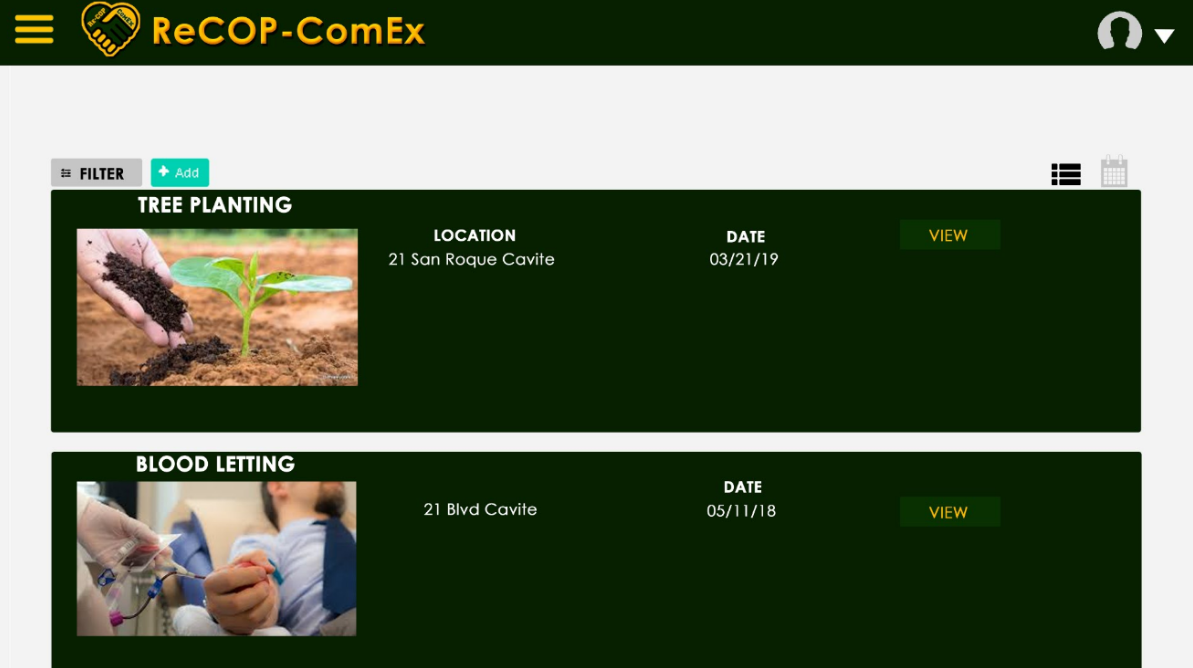 ReCOP-ComEx
FILTER
Add
TREE PLANTING
LOCATION
DATE
VIEW
21 San Roque Cavite
03/21/19
BLOOD LETTING
DATE
21 Blvd Cavite
05/11/18
VIEW